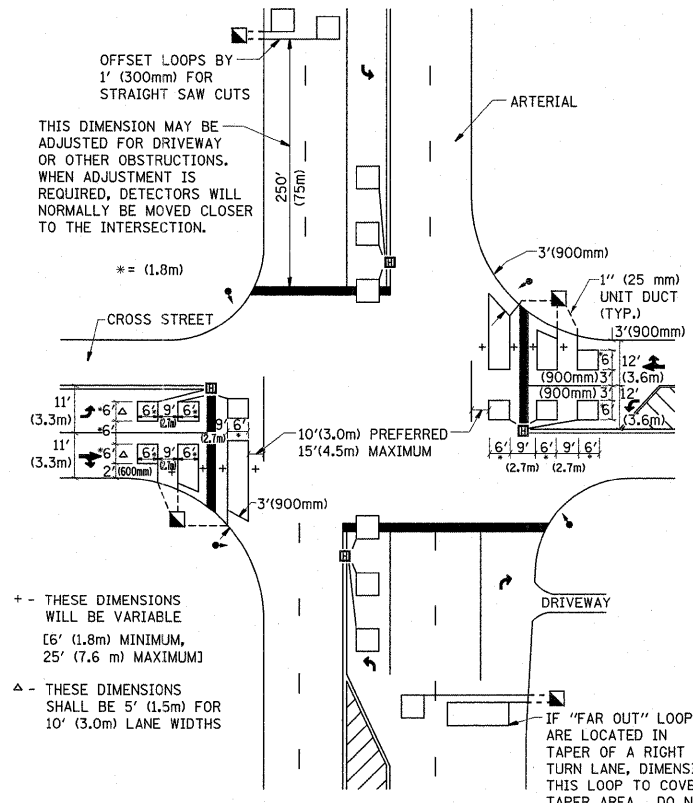 OFFSET LOOPS BY
1' (300mm) FOR
STRAIGHT SAW CUTS
ARTERIAL
THIS DIMENSION MAY BE
ADJUSTED FOR DRIVEWAY
OR OTHER OBSTRUCTIONS.
WHEN ADJUSTMENT IS
REQUIRED, DETECTORS WILL
NORMALLY BE MOVED CLOSER
TO THE INTERSECTION.
250'
(75m)
*= (1.8m)
3'(900mm)
1'' (25 mm)
UNIT DUCT
(TYP.)
CROSS STREET
3'(900mm)
*6'
12'
(3.6m)
(900mm) 3'
(900mm) 3'
12'
*6'
(3.6m)
11'
(3.3m)
*6' △ 6' 9' 6'
* (2.7m) *
*6'
9' 6'
(2.7m) *
11'
(3.3m)
*6' △ 6' 9' 6'
* (2.7m) *
2' (600mm)
10'(3.0m) PREFERRED
15'(4.5m) MAXIMUM
6' 9' 6' 9' 6'
* (2.7m) * (2.7m) *
3'(900mm)
+ - THESE DIMENSIONS
WILL BE VARIABLE
[6' (1.8m) MINIMUM,
25' (7.6 m) MAXIMUM]
DRIVEWAY
△ - THESE DIMENSIONS
SHALL BE 5' (1.5m) FOR
10' (3.0m) LANE WIDTHS
IF "FAR OUT" LOOP
ARE LOCATED IN
TAPER OF A RIGHT
TURN LANE, DIMENSI
THIS LOOP TO COVE
TAPER AREA. DO N